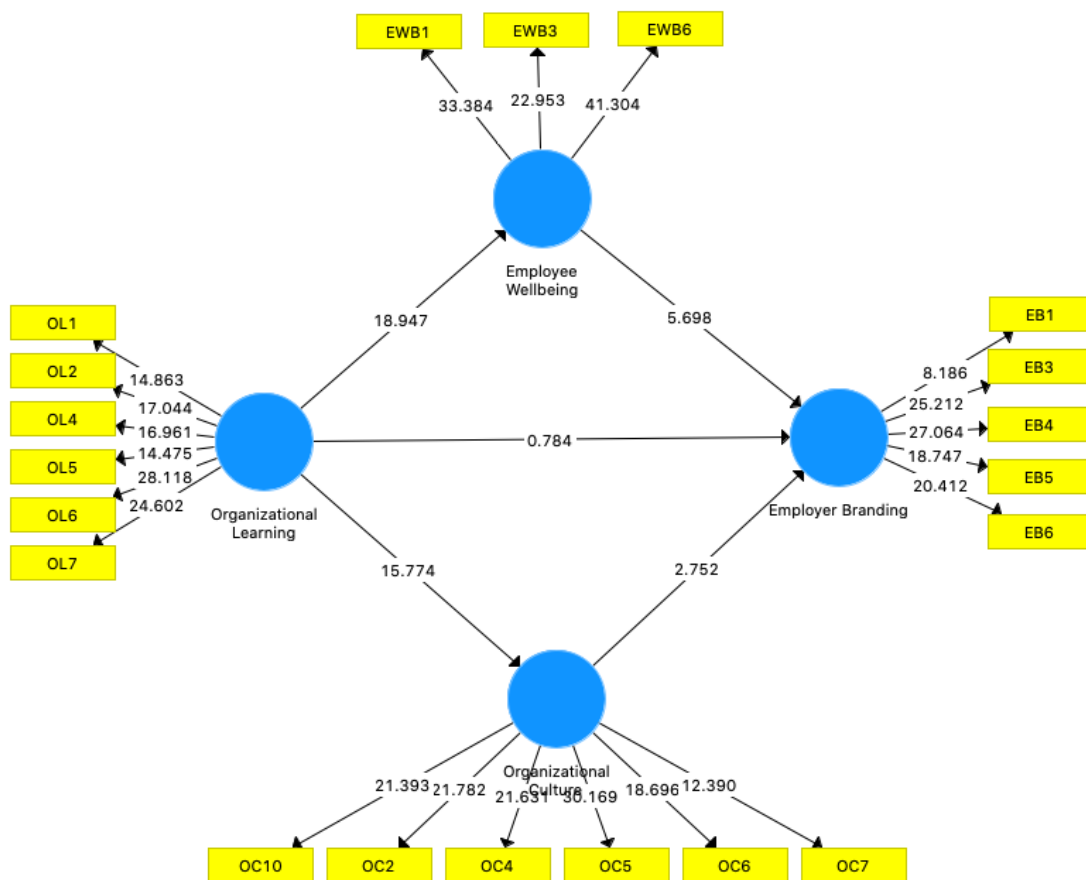 EWB1
EWB3
EWB6
33.384
22.953
41.304
Employee
Wellbeing
18.947
5.698
OL1
OL2
OL4
OL5
OL6
OL7
14.863
17.044
16.961
14.475
28.118
24.602
Organizational
Learning
0.784
EB1
EB3
EB4
EB5
EB6
8.186
25.212
27.064
18.747
20.412
Employer Branding
15.774
2.752
Organizational
Culture
21.393
21.782
21.631
30.169
18.696
12.390
OC10
OC2
OC4
OC5
OC6
OC7